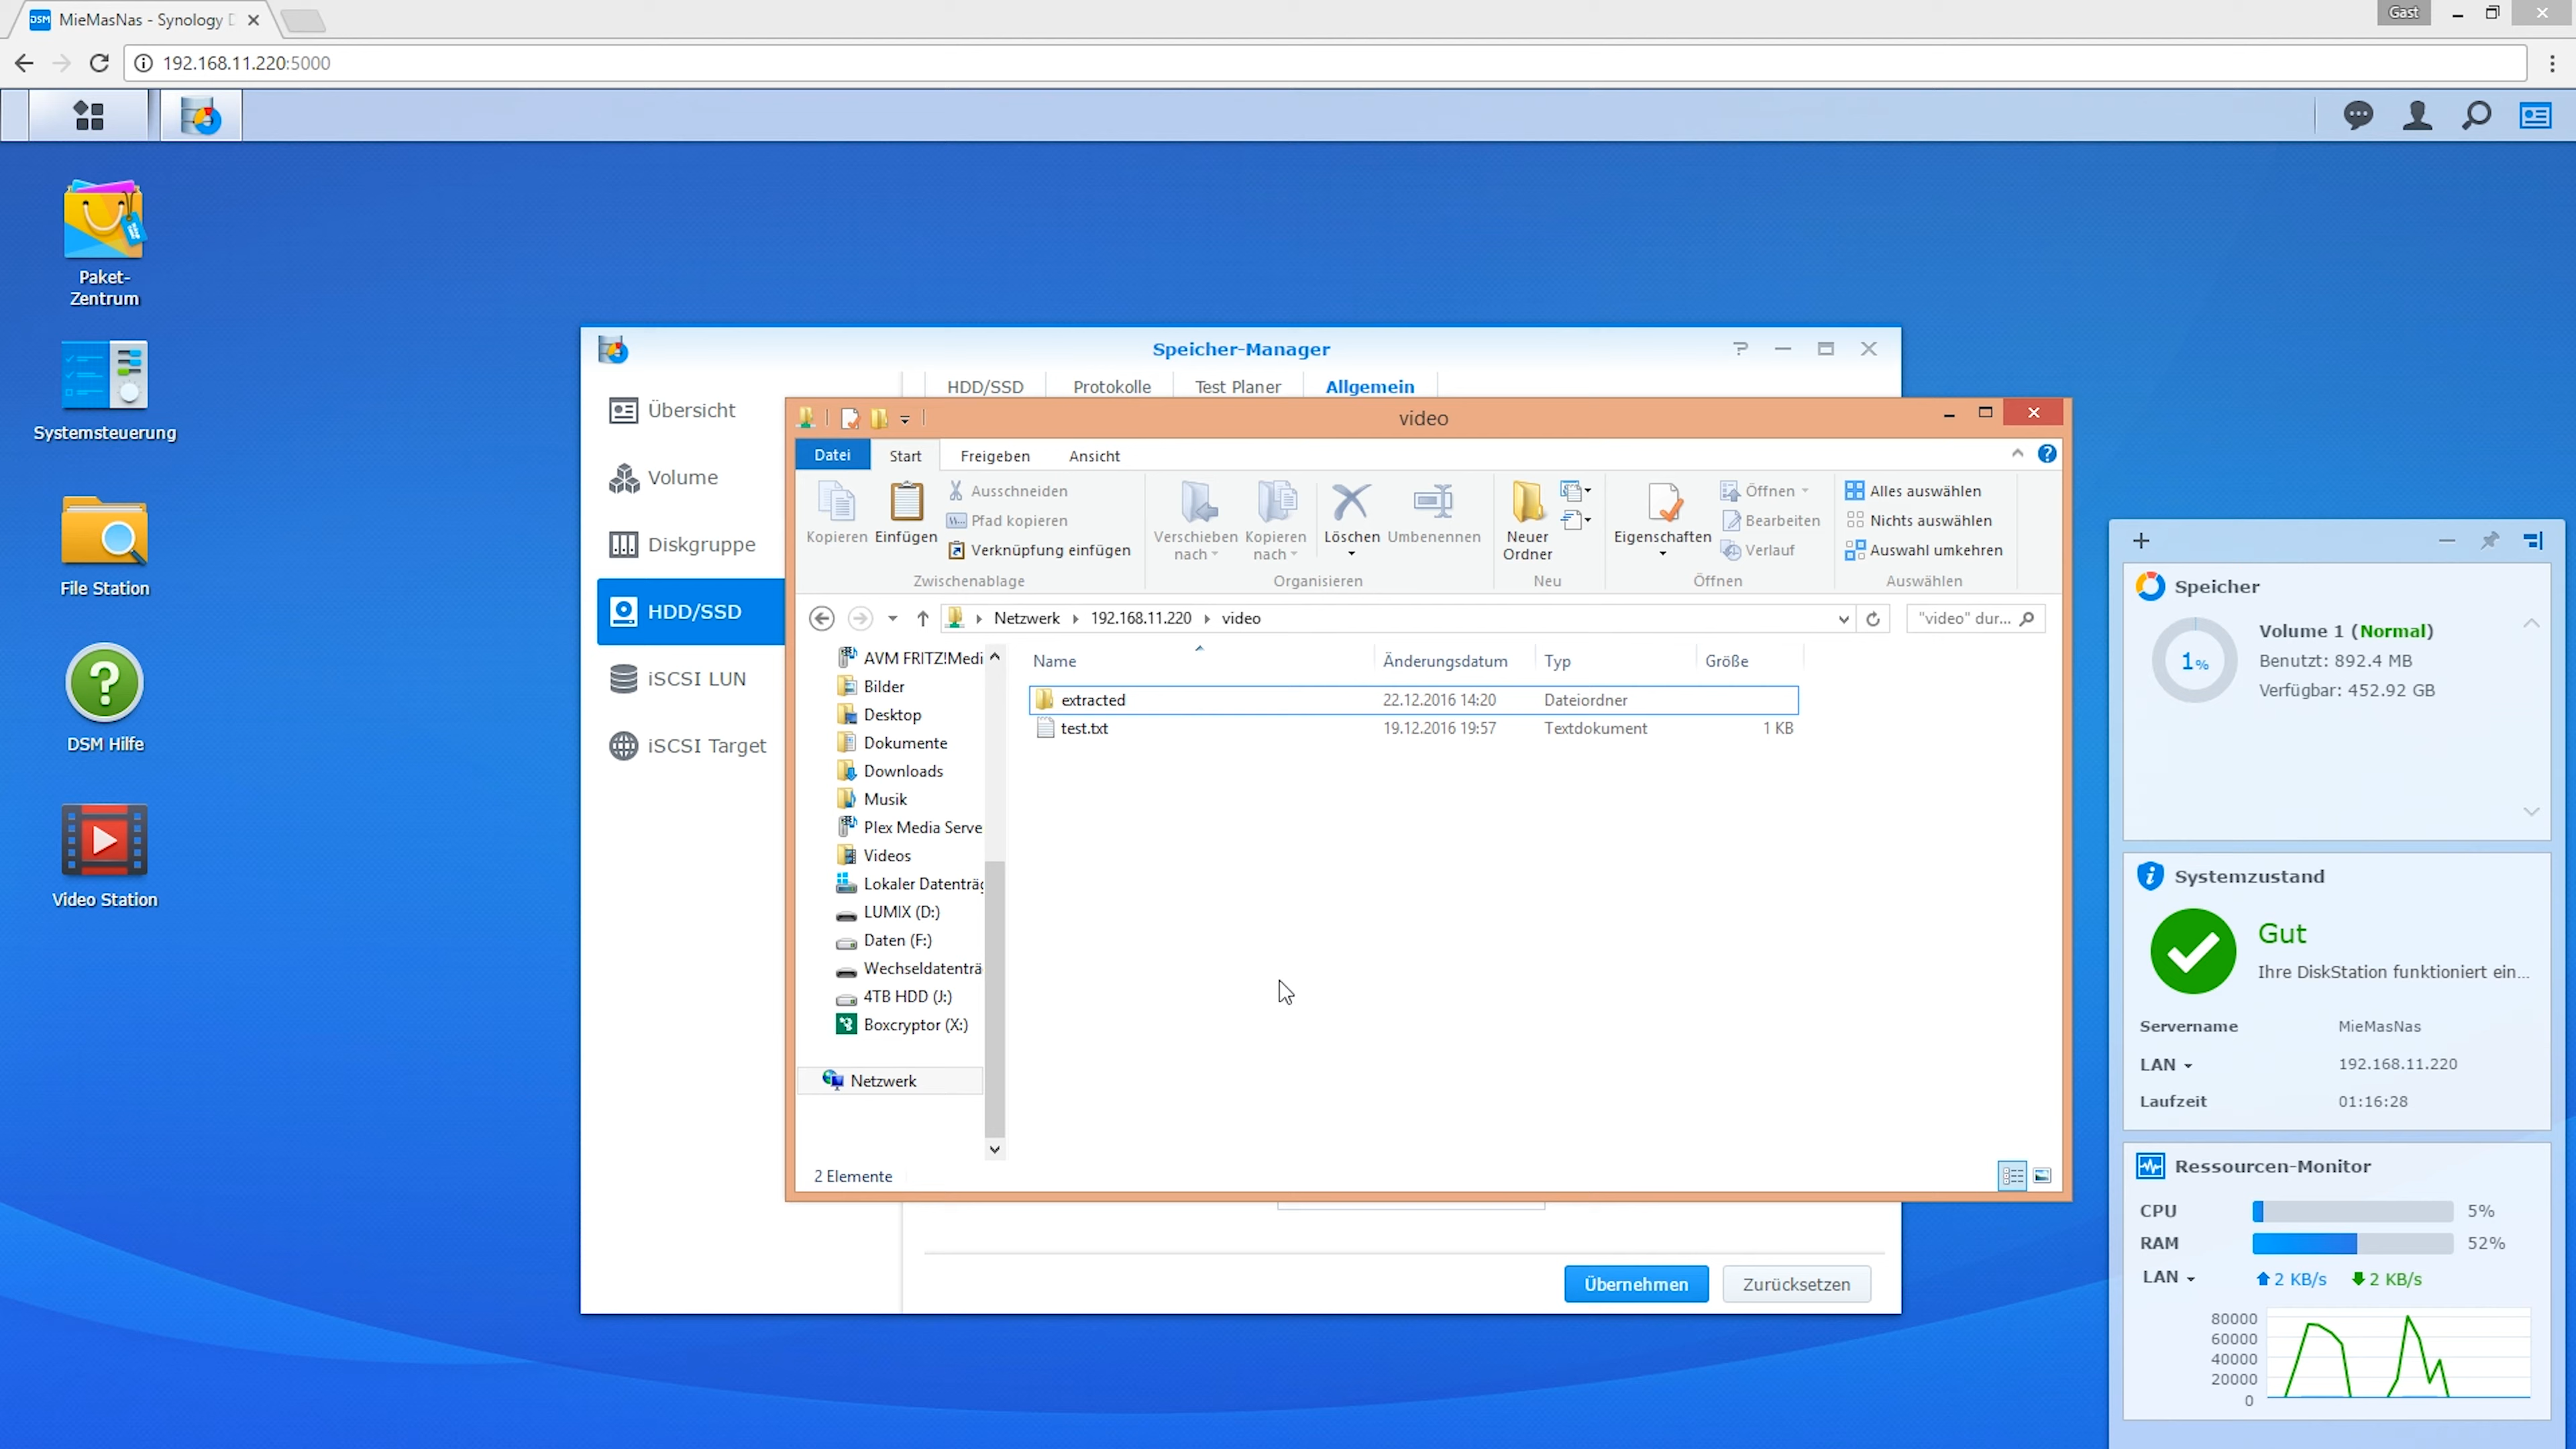 MieMasNas - Synology D
Gast
192.168.11.220:5000
Paket-
Zentrum
Systemsteuerung
File Station
DSM Hilfe
Video Station
Speicher-Manager
Übersicht
Volume
Diskgruppe
HDD/SSD
iSCSI LUN
iSCSI Target
HDD/SSD Protokolle Test Planer Allgemein
video
Datei Start Freigeben Ansicht
Kopieren
Einfügen
Ausschneiden
Pfad kopieren
Verknüpfung einfügen
Zwischenablage
Verschieben
nach
Kopieren
nach
Löschen
Umbenennen
Organisieren
Neuer
Ordner
Neu
Eigenschaften
Öffnen
Bearbeiten
Verlauf
Öffnen
Alles auswählen
Nichts auswählen
Auswahl umkehren
Auswählen
Netzwerk 192.168.11.220 video
"video" dur...
AVM FRITZ!Medi
Bilder
Desktop
Dokumente
Downloads
Musik
Plex Media Serve
Videos
Lokaler Datenträg
LUMIX (D:)
Daten (F:)
Wechseldatenträ
4TB HDD (J:)
Boxcryptor (X:)
Netzwerk
Name Änderungsdatum Typ Größe
extracted 22.12.2016 14:20 Dateiordner
test.txt 19.12.2016 19:57 Textdokument 1 KB
2 Elemente
Übernehmen Zurücksetzen
Speicher
1%
Volume 1 (Normal)
Benutzt: 892.4 MB
Verfügbar: 452.92 GB
Systemzustand
Gut
Ihre DiskStation funktioniert ein...
Servername MieMasNas
LAN 192.168.11.220
Laufzeit 01:16:28
Ressourcen-Monitor
CPU 5%
RAM 52%
LAN 2 KB/s 2 KB/s
80000
60000
40000
20000
0